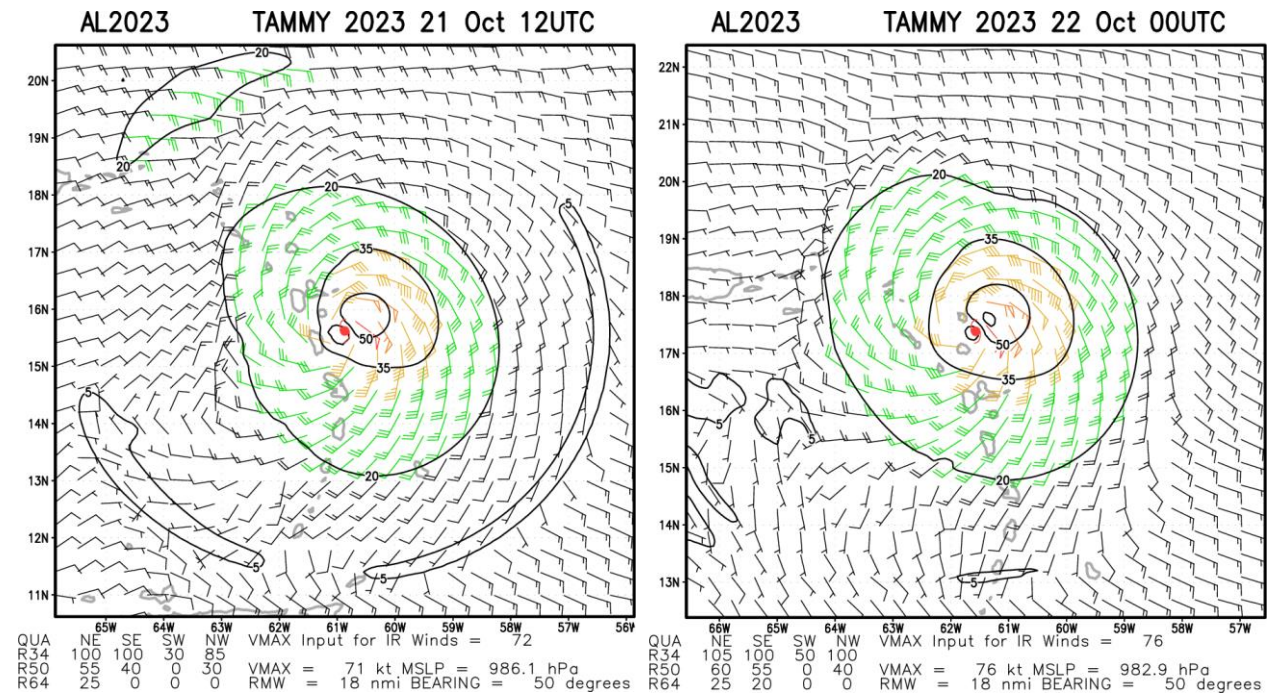 AL2023 TAMMY 2023 21 Oct 12UTC
20
20N
19N
20
18N
20
5
17N
35
16N
50
15N
35
5
14N
13N
20
12N
5
5
11N
65W 64W 63W 62W 61W 60W 59W 58W 57W 56W
QUA NE SE SW NW VMAX Input for IR Winds = 72
R34 100 100 30 85
R50 55 40 0 30 VMAX = 71 kt MSLP = 986.1 hPa
R64 25 0 0 0 RMW = 18 nmi BEARING = 50 degrees
AL2023 TAMMY 2023 22 Oct 00UTC
22N
21N
20N
20
19N
35
18N
50
17N
35
16N
5
5
15N
20
14N
13N
5
66W 65W 64W 63W 62W 61W 60W 59W 58W 57W
QUA NE SE SW NW VMAX Input for IR Winds = 76
R34 105 100 50 100
R50 60 55 0 40 VMAX = 76 kt MSLP = 982.9 hPa
R64 25 20 0 0 RMW = 18 nmi BEARING = 50 degrees